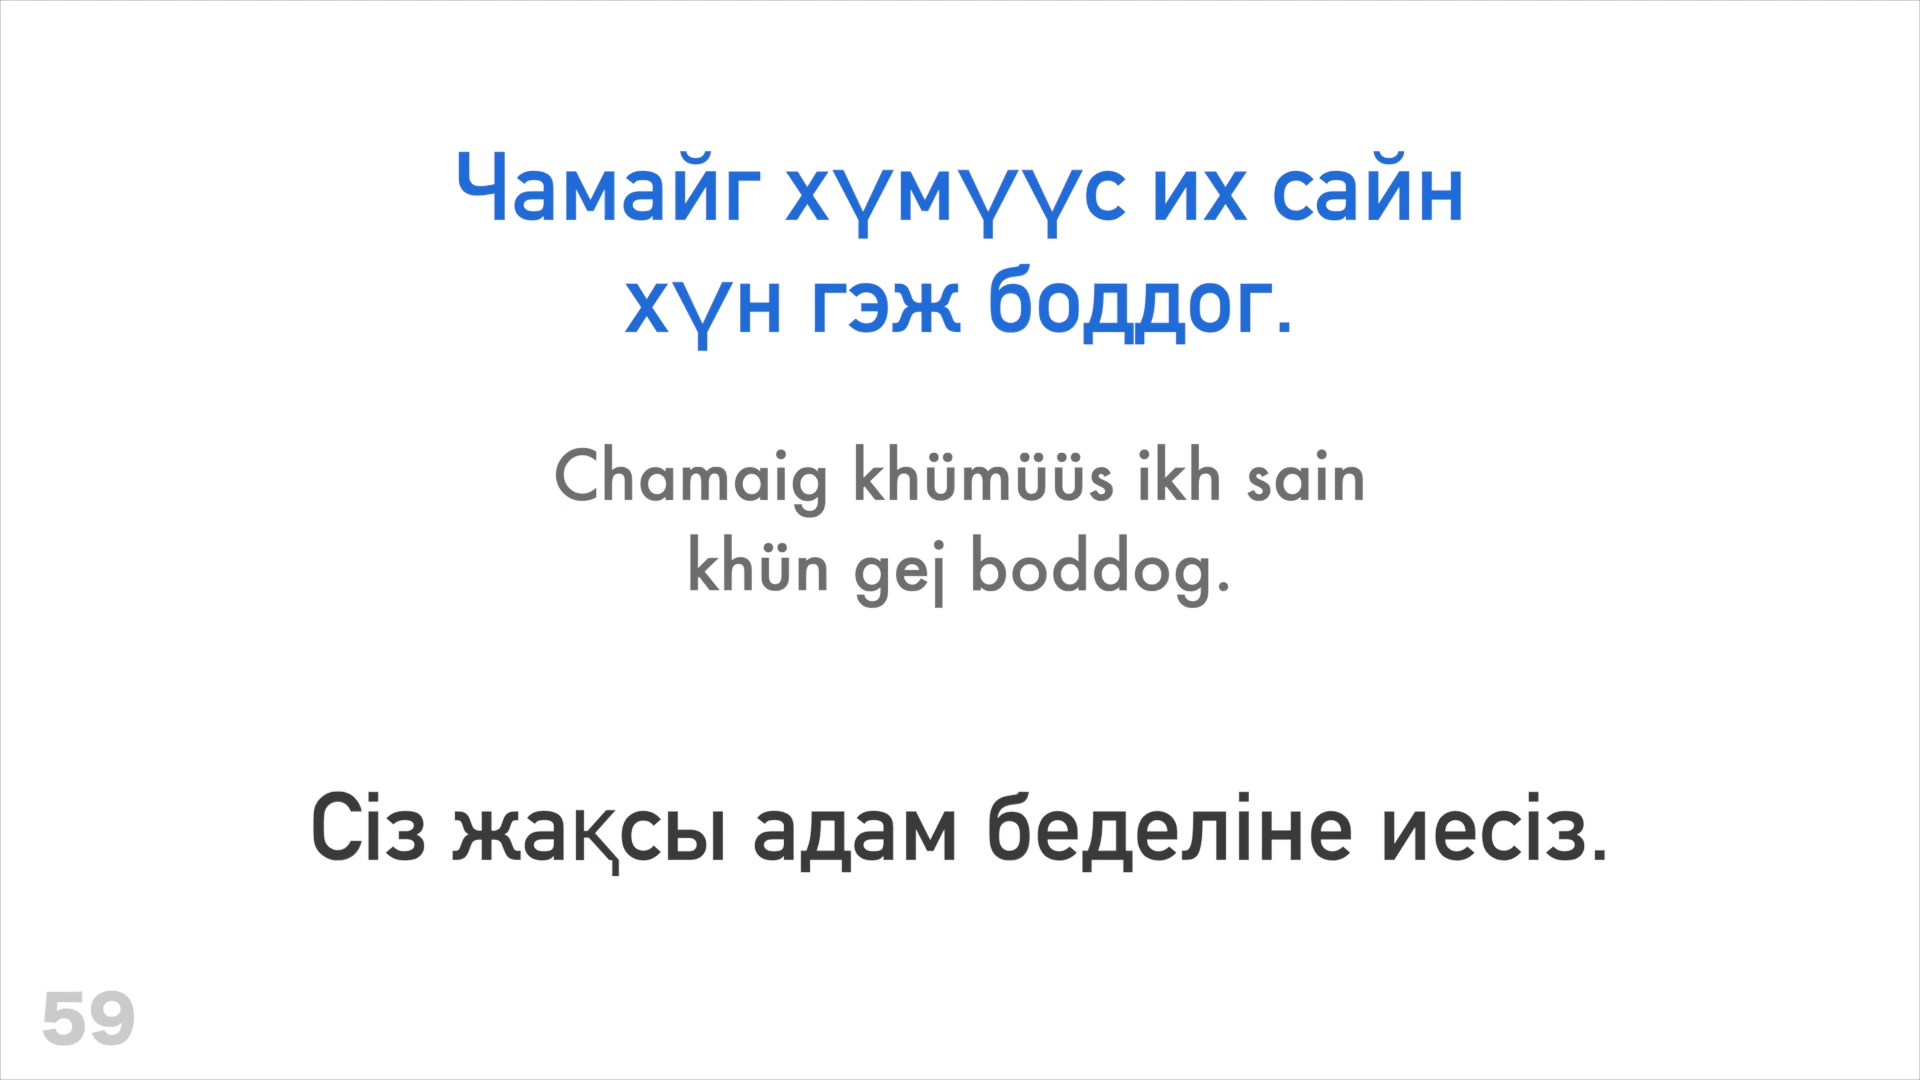 Чамайг хүмүүс их сайн
хүн гэж боддог.
Chamaig khümüüs ikh sain
khün gej boddog.
Сіз жақсы адам беделіне иесіз.
59